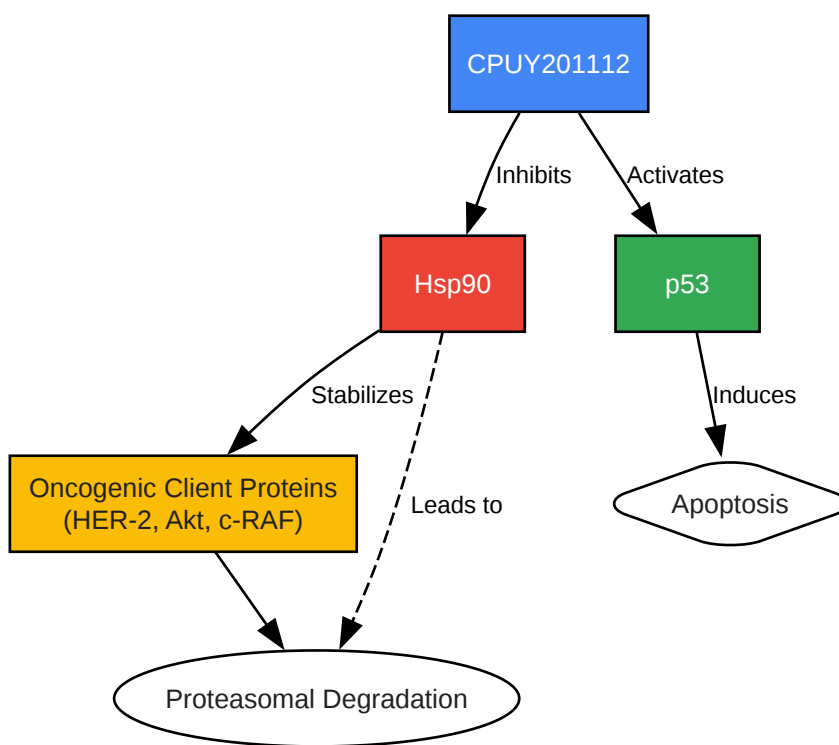 CPUY201112
Inhibits
Activates
Hsp90
p53
Stabilizes
Induces
Oncogenic Client Proteins
(HER-2, Akt, c-RAF)
Leads to
Apoptosis
Proteasomal Degradation